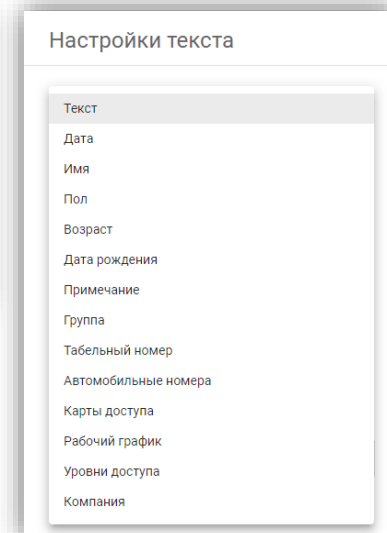 Настройки текста
Текст
Дата
Имя
Пол
Возраст
Дата рождения
Примечание
Группа
Табельный номер
Автомобильные номера
Карты доступа
Рабочий график
Уровни доступа
Компания